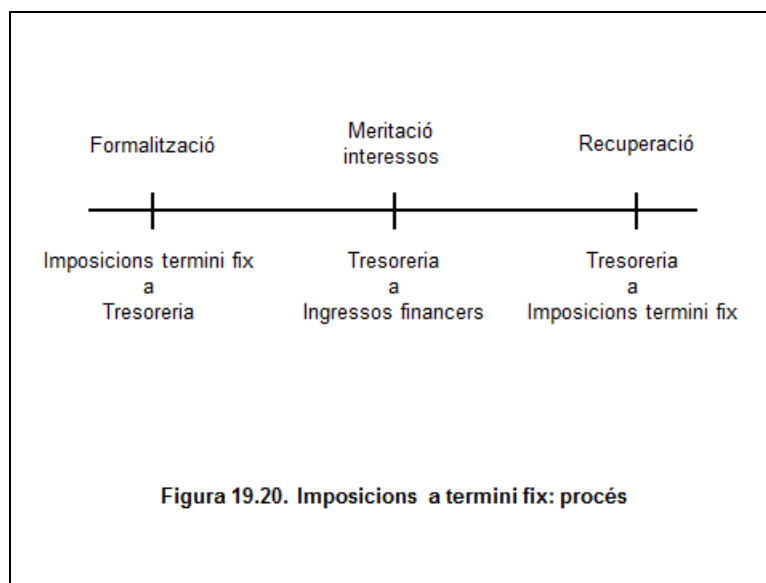 Formalització
Meritació
interessos
Recuperació
Imposicions termini fix
a
Tresoreria
Tresoreria
a
Ingressos financers
Tresoreria
a
Imposicions termini fix
Figura 19.20. Imposicions a termini fix: procés